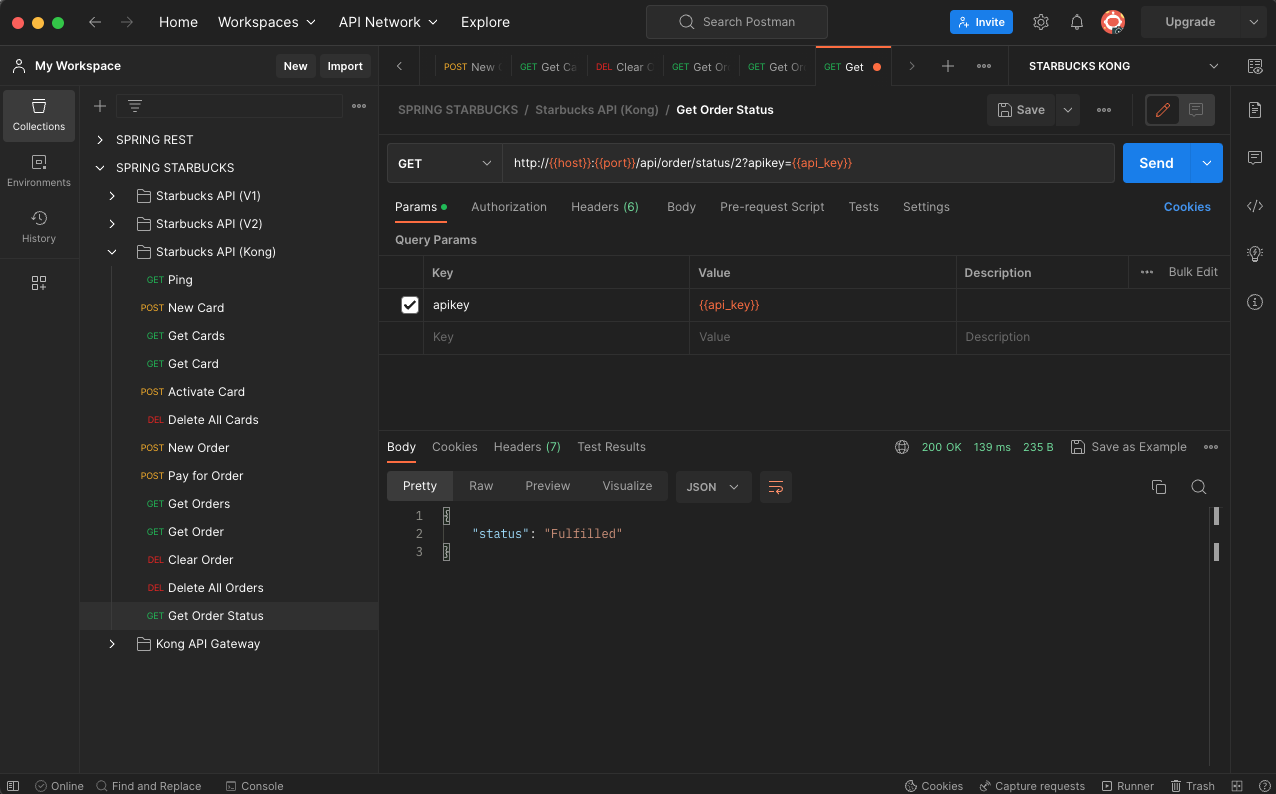 Home Workspaces API Network Explore Search Postman Invite Upgrade
My Workspace New Import POST New GET Get Ca DEL Clear GET Get Or GET Get Or GET Get STARBUCKS KONG
Collections
Environments
History
SPRING REST
SPRING STARBUCKS
Starbucks API (V1)
Starbucks API (V2)
Starbucks API (Kong)
GET Ping
POST New Card
GET Get Cards
GET Get Card
POST Activate Card
DEL Delete All Cards
POST New Order
POST Pay for Order
GET Get Orders
GET Get Order
DEL Clear Order
DEL Delete All Orders
GET Get Order Status
Kong API Gateway
SPRING STARBUCKS / Starbucks API (Kong) / Get Order Status Save
GET http://{{host}}:{{port}}/api/order/status/2?apikey={{api_key}} Send
Params Authorization Headers (6) Body Pre-request Script Tests Settings Cookies
Query Params
Key Value Description Bulk Edit
apikey {{api_key}}
Key Value Description
Body Cookies Headers (7) Test Results 200 OK 139 ms 235 B Save as Example
Pretty Raw Preview Visualize JSON
1 {
2 "status": "Fulfilled"
3 }
Online Find and Replace Console Cookies Capture requests Runner Trash